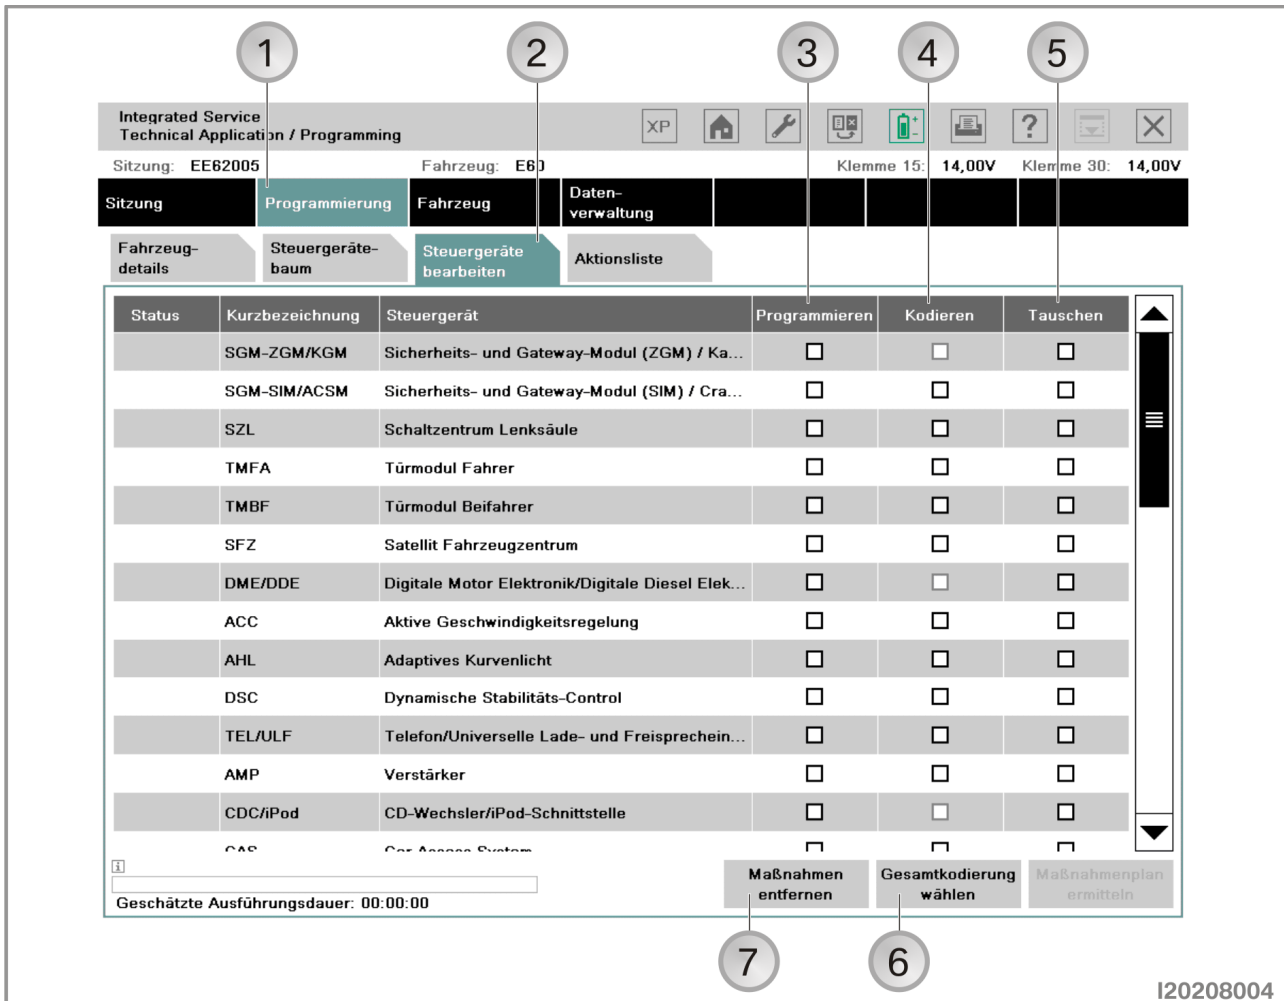 1 2 3 4 5
Integrated Service
Technical Application / Programming
XP ?
Sitzung: EE62005 Fahrzeug: E60 Klemme 15: 14,00V Klemme 30: 14,00V
Sitzung Programmierung Fahrzeug Daten-
verwaltung
Fahrzeug-
details
Steuergeräte-
baum
Steuergeräte
bearbeiten
Aktionsliste
Status Kurzbezeichnung Steuergerät Programmieren Kodieren Tauschen
SGM-ZGM/KGM Sicherheits- und Gateway-Modul (ZGM) / Ka...
SGM-SIM/ACSM Sicherheits- und Gateway-Modul (SIM) / Cra...
SZL Schaltzentrum Lenksäule
TMFA Türmodul Fahrer
TMBF Türmodul Beifahrer
SFZ Satellit Fahrzeugzentrum
DME/DDE Digitale Motor Elektronik/Digitale Diesel Elek...
ACC Aktive Geschwindigkeitsregelung
AHL Adaptives Kurvenlicht
DSC Dynamische Stabilitäts-Control
TEL/ULF Telefon/Universelle Lade- und Freisprechein...
AMP Verstärker
CDC/iPod CD-Wechsler/iPod-Schnittstelle
CAS Car Access System
i
Geschätzte Ausführungsdauer: 00:00:00
Maßnahmen
entfernen
Gesamtkodierung
wählen
Maßnahmenplan
ermitteln
7 6
I20208004